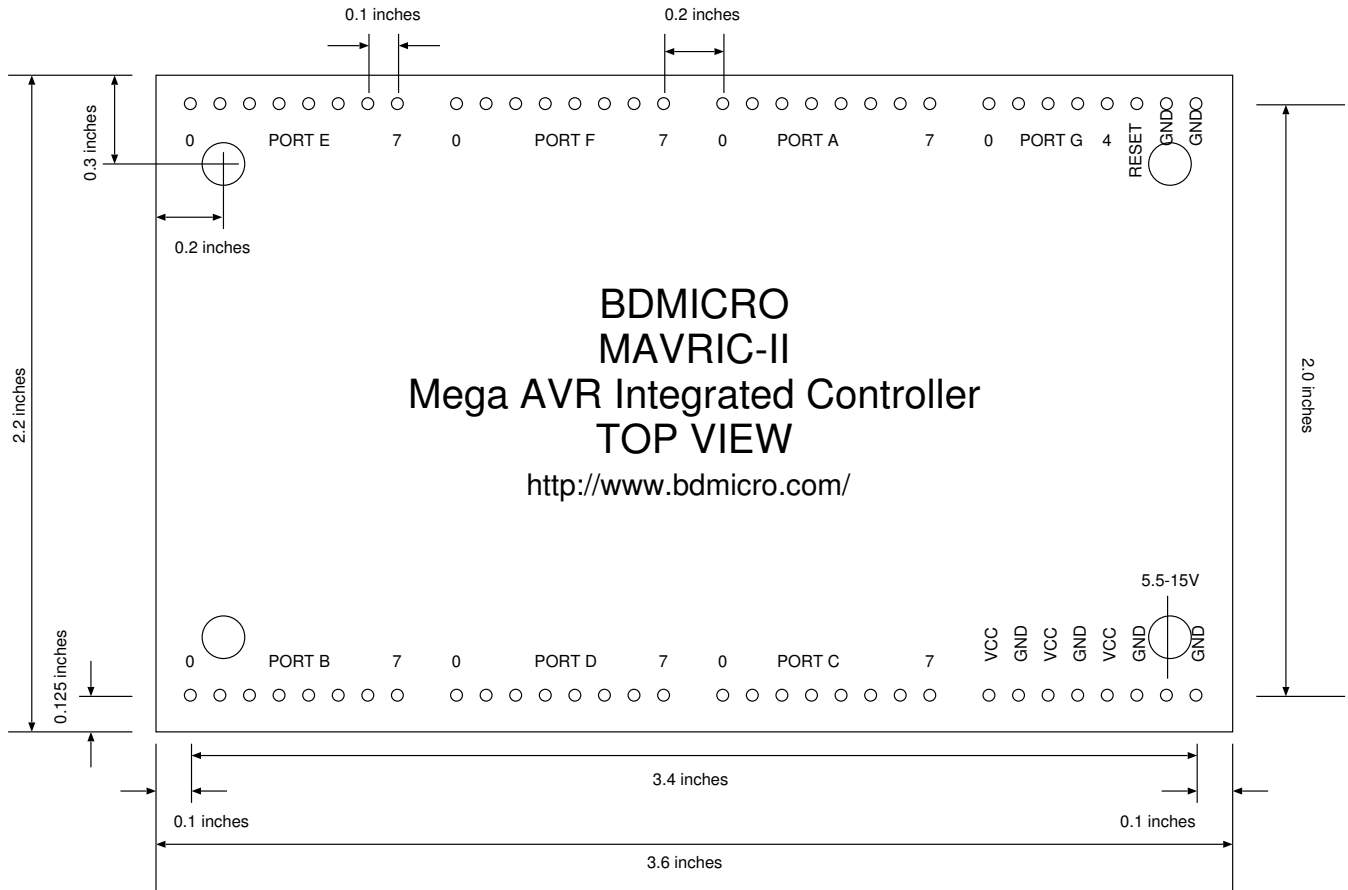 0.1 inches
0.2 inches
0.3 inches
0 PORT E 7 0 PORT F 7 0 PORT A 7 0 PORT G 4 RESET GND GND
0.2 inches
BDMICRO
MAVRIC-II
Mega AVR Integrated Controller
TOP VIEW
http://www.bdmicro.com/
2.2 inches
2.0 inches
5.5-15V
VCC GND VCC GND VCC GND GND
0 PORT B 7 0 PORT D 7 0 PORT C 7
0.125 inches
3.4 inches
0.1 inches
0.1 inches
3.6 inches